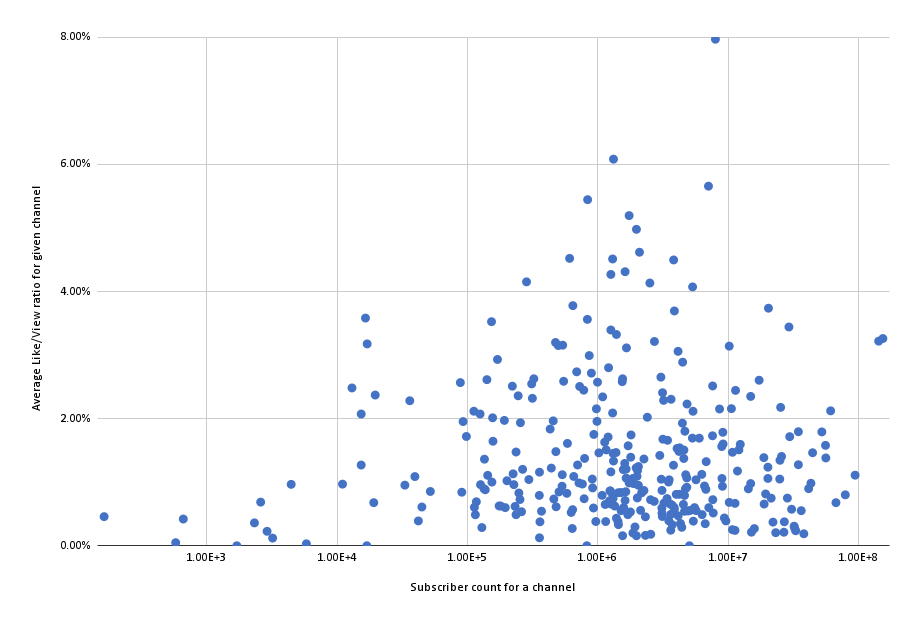 8.00%
6.00%
4.00%
2.00%
0.00%
Average Like/View ratio for given channel
1.00E+3 1.00E+4 1.00E+5 1.00E+6 1.00E+7 1.00E+8
Subscriber count for a channel